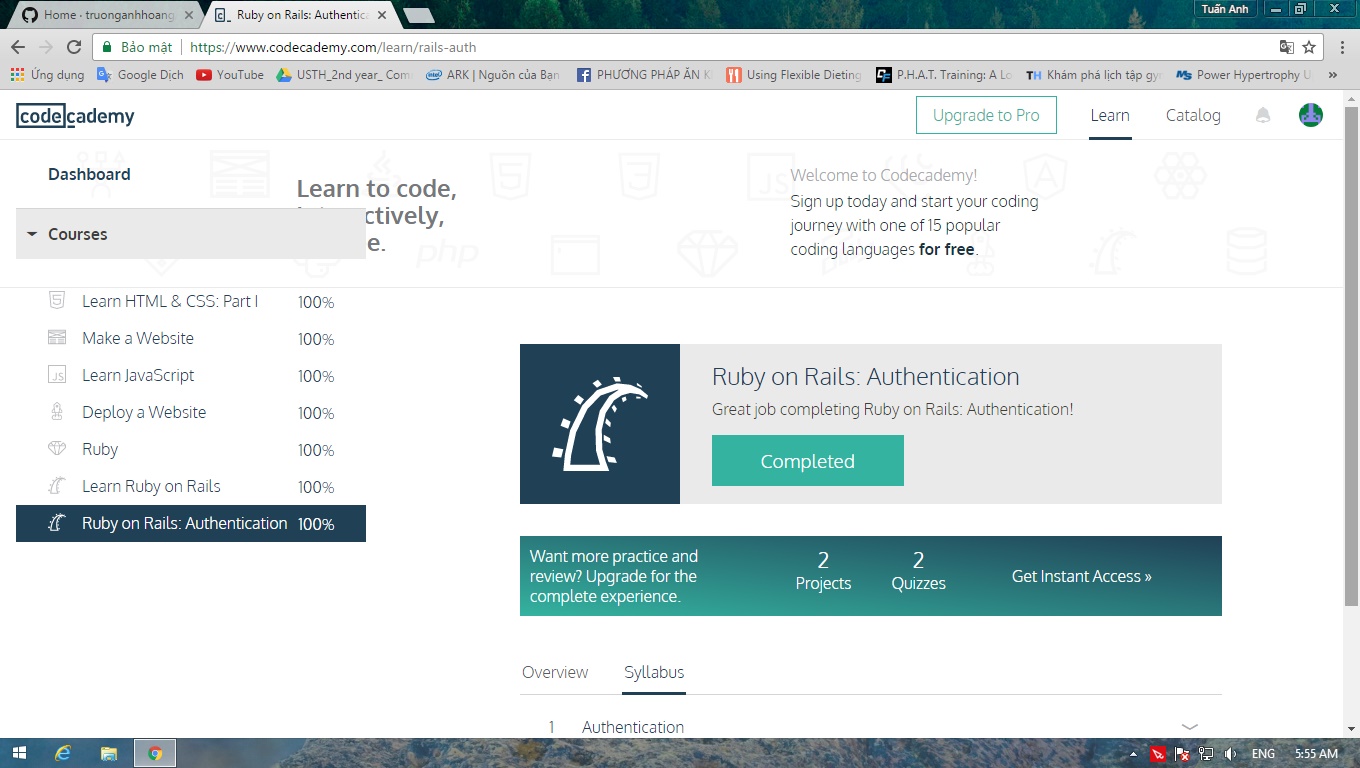 Home · truonganhhoang
Ruby on Rails: Authentica
Tuấn Anh
Bảo mật
https://www.codecademy.com/learn/rails-auth
Ứng dụng
Google Dịch
YouTube
USTH_2nd year_ Com
ARK | Nguồn của Bạn
PHƯƠNG PHÁP ĂN K
Using Flexible Dieting
P.H.A.T. Training: A Lo
Khám phá lịch tập gy
Power Hypertrophy U
»
codecademy
Upgrade to Pro
Learn
Catalog
Dashboard
Learn to code,
ctively,
e.
php
JS
Welcome to Codecademy!
Sign up today and start your coding
journey with one of 15 popular
coding languages for free.
Courses
Learn HTML & CSS: Part I 100%
Make a Website 100%
Learn JavaScript 100%
Deploy a Website 100%
Ruby 100%
Learn Ruby on Rails 100%
Ruby on Rails: Authentication 100%
Ruby on Rails: Authentication
Great job completing Ruby on Rails: Authentication!
Completed
Want more practice and
review? Upgrade for the
complete experience.
2
Projects
2
Quizzes
Get Instant Access »
Overview
Syllabus
1 Authentication
ENG
5:55 AM